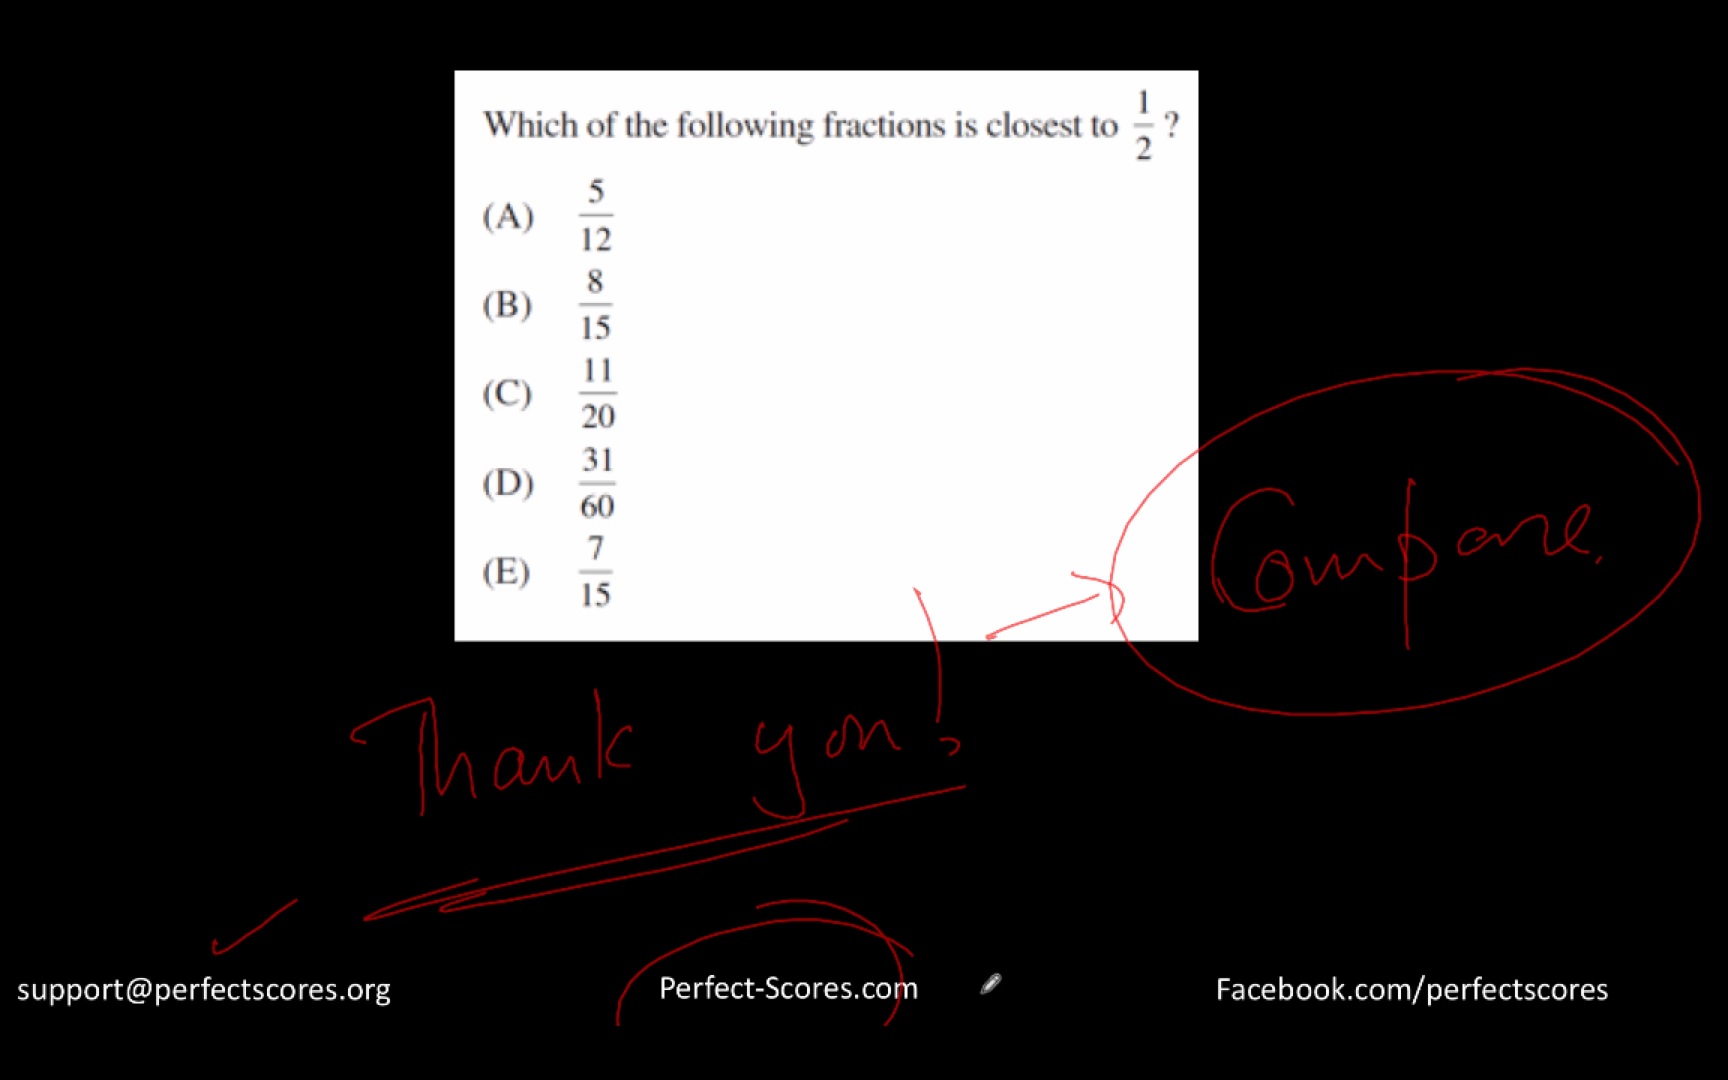 Which of the following fractions is closest to 1/2 ?
(A) 5/12
(B) 8/15
(C) 11/20
(D) 31/60
(E) 7/15
Compare.
Thank you!
support@perfectscores.org
Perfect-Scores.com
Facebook.com/perfectscores